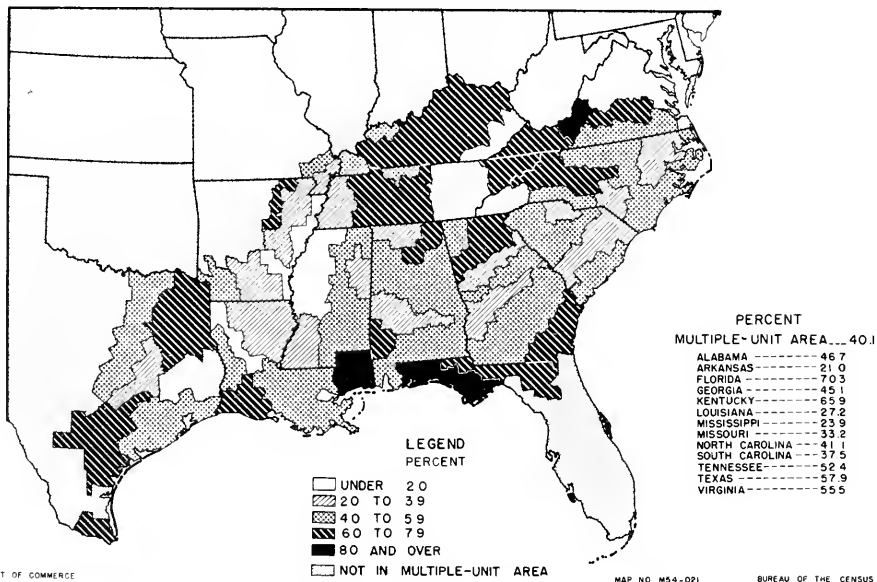 PERCENT
MULTIPLE-UNIT AREA___40.1
ALABAMA ---------- 46.7
ARKANSAS --------- 21.0
FLORIDA ---------- 70.3
GEORGIA ---------- 45.1
KENTUCKY --------- 65.9
LOUISIANA -------- 27.2
MISSISSIPPI ------ 23.9
MISSOURI --------- 33.2
NORTH CAROLINA --- 41.1
SOUTH CAROLINA --- 37.5
TENNESSEE -------- 52.4
TEXAS ------------ 57.9
VIRGINIA --------- 55.5
LEGEND
PERCENT
UNDER 20
20 TO 39
40 TO 59
60 TO 79
80 AND OVER
NOT IN MULTIPLE-UNIT AREA
T OF COMMERCE
MAP NO. M54-021
BUREAU OF THE CENSUS